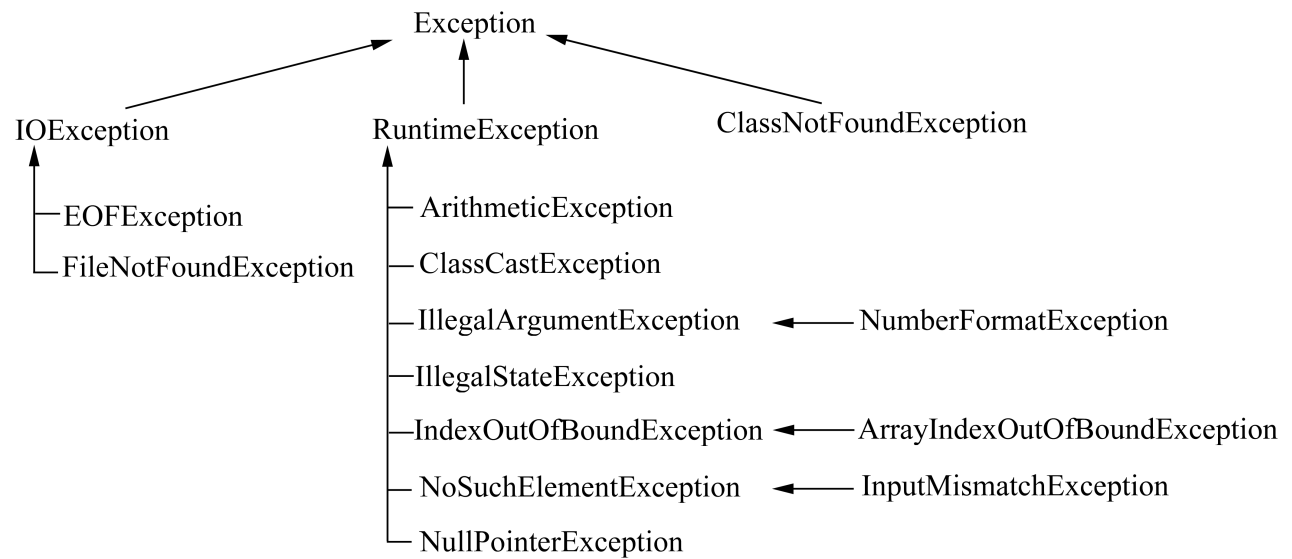 Exception
IOException
RuntimeException
ClassNotFoundException
EOFException
FileNotFoundException
ArithmeticException
ClassCastException
IllegalArgumentException
NumberFormatException
IllegalStateException
IndexOutOfBoundException
ArrayIndexOutOfBoundException
NoSuchElementException
InputMismatchException
NullPointerException